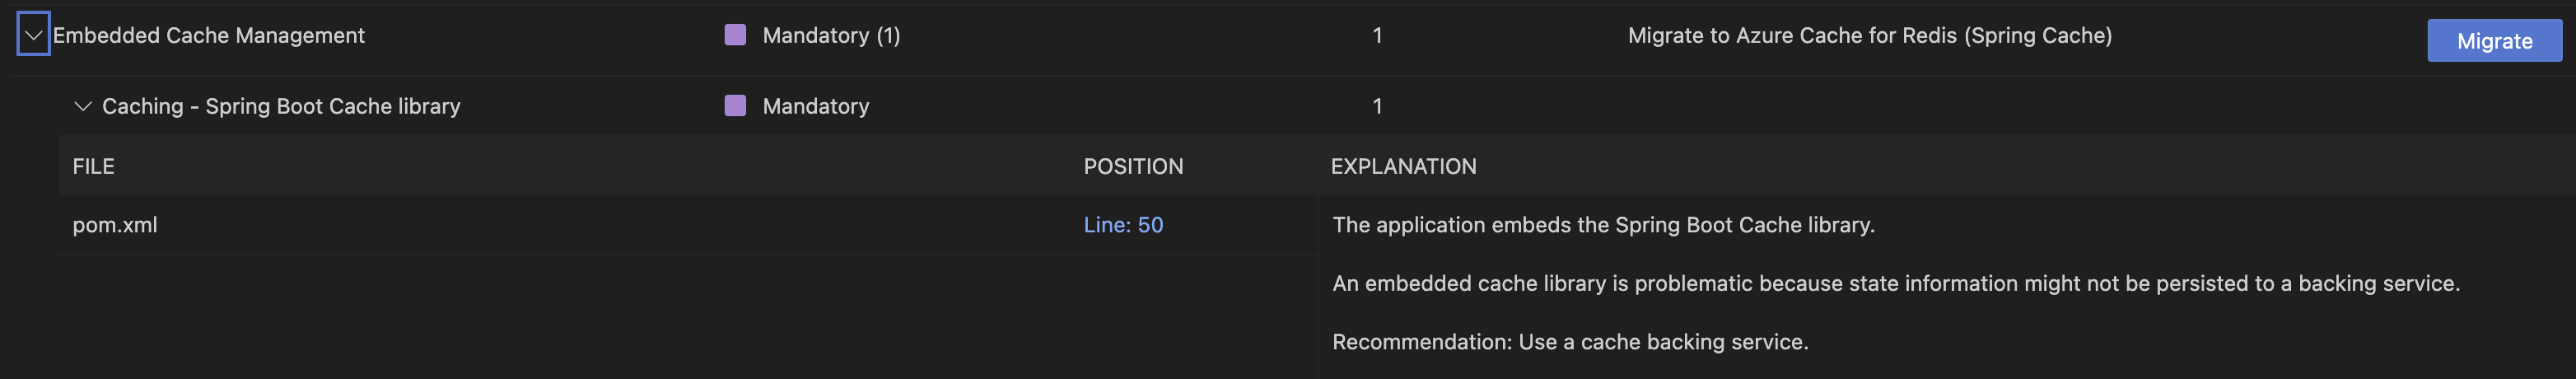 Embedded Cache Management Mandatory (1) 1 Migrate to Azure Cache for Redis (Spring Cache) Migrate
Caching - Spring Boot Cache library Mandatory 1
FILE POSITION EXPLANATION
pom.xml Line: 50 The application embeds the Spring Boot Cache library.
An embedded cache library is problematic because state information might not be persisted to a backing service.
Recommendation: Use a cache backing service.